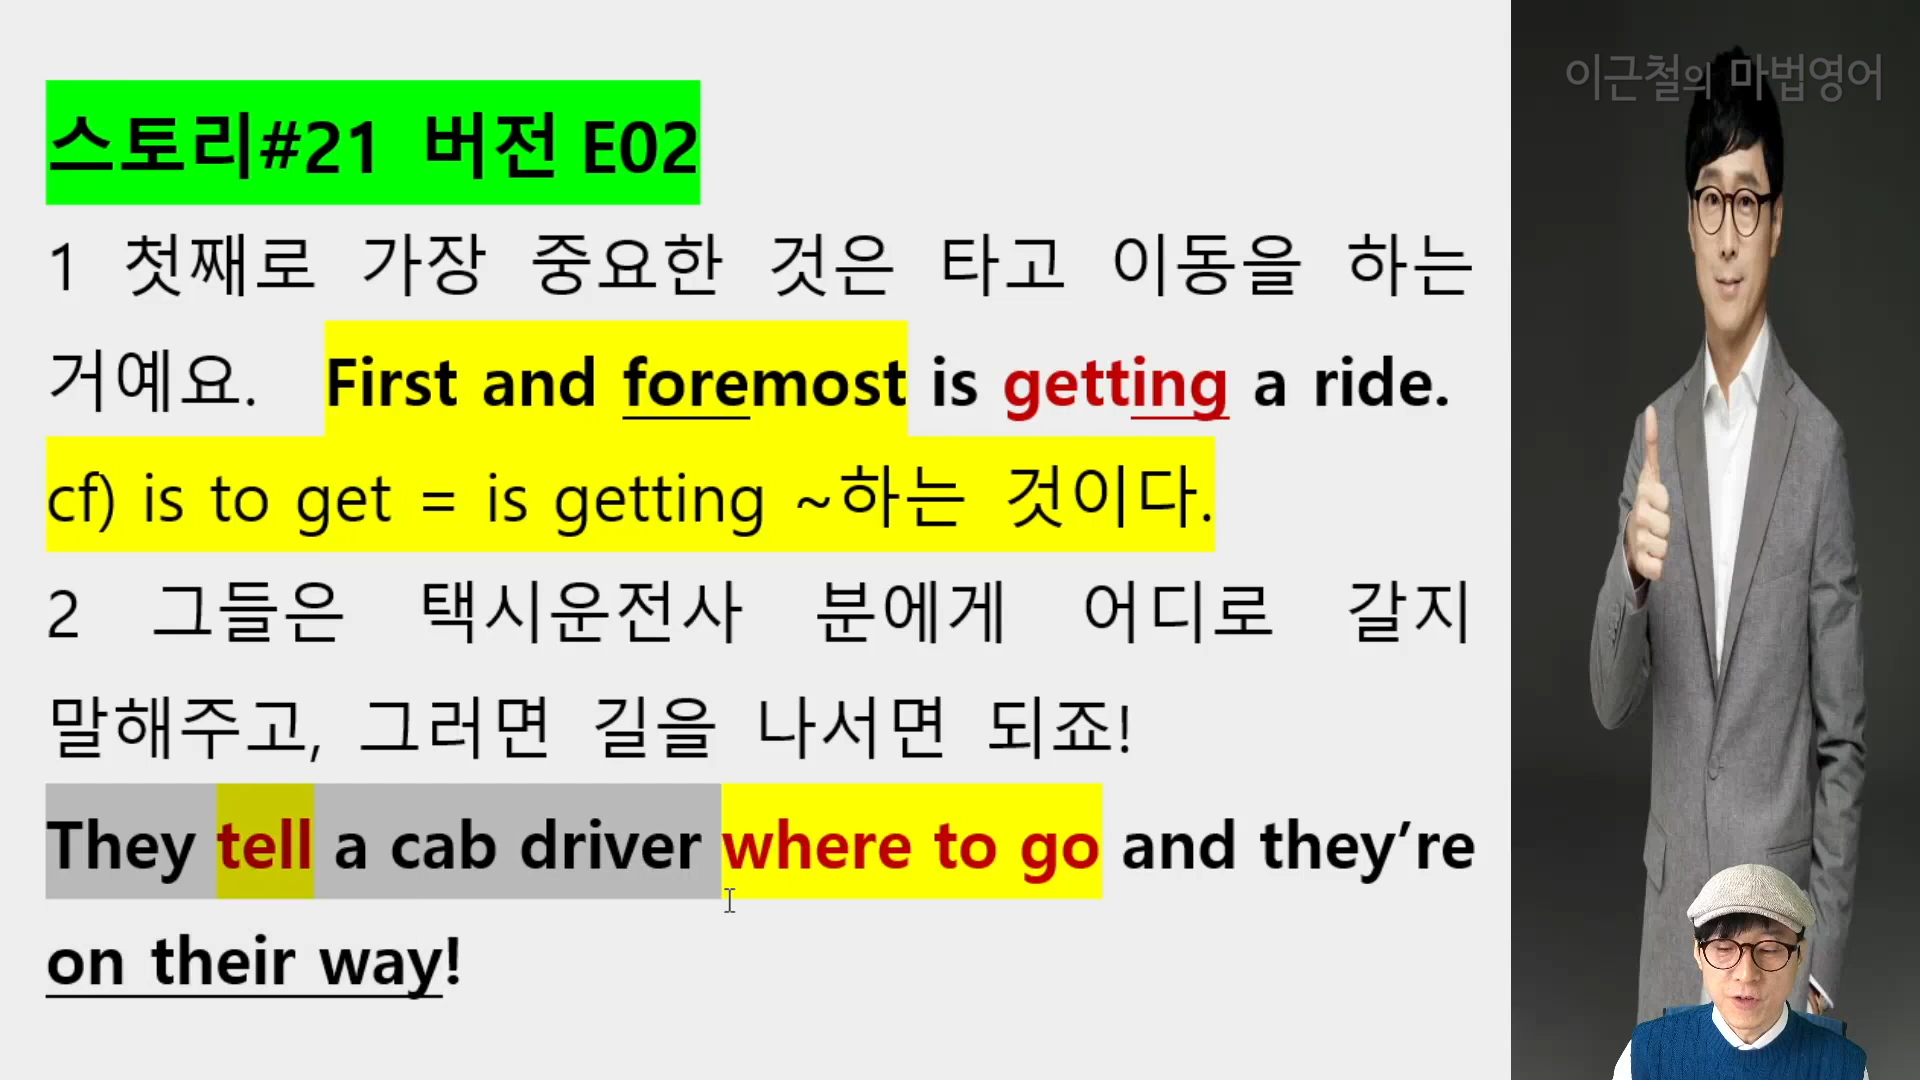 이근철의 마법영어
스토리#21 버전 E02
1 첫째로 가장 중요한 것은 타고 이동을 하는
거예요. First and foremost is getting a ride.
cf) is to get = is getting ~하는 것이다.
2 그들은 택시운전사 분에게 어디로 갈지
말해주고, 그러면 길을 나서면 되죠!
They tell a cab driver where to go and they’re
on their way!